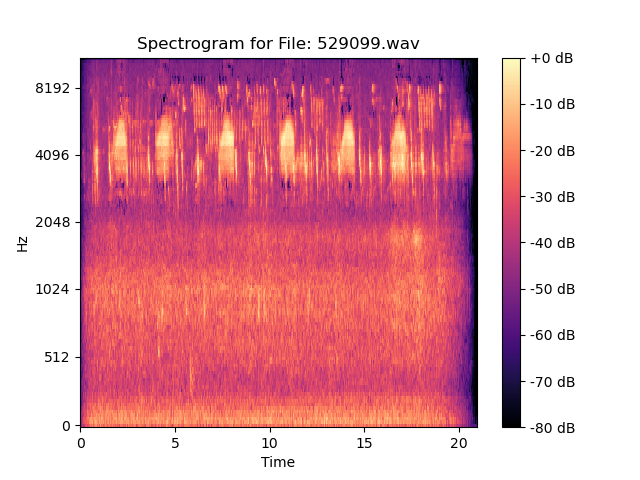 Spectrogram for File: 529099.wav
8192
4096
2048
1024
512
0
Hz
0
5
10
15
20
Time
+0 dB
-10 dB
-20 dB
-30 dB
-40 dB
-50 dB
-60 dB
-70 dB
-80 dB